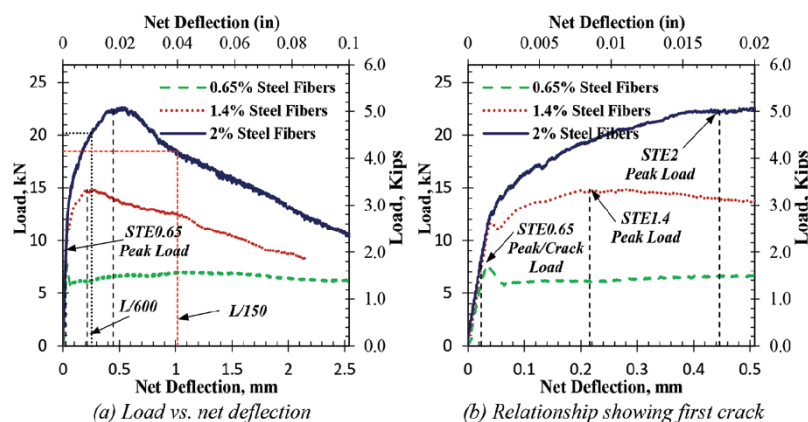 Net Deflection (in)
0 0.02 0.04 0.06 0.08 0.1
25
20
15
10
5
0
Load, kN
6.0
5.0
4.0
3.0
2.0
1.0
0.0
Load, Kips
0.65% Steel Fibers
1.4% Steel Fibers
2% Steel Fibers
STE0.65
Peak Load
L/600
L/150
0 0.5 1 1.5 2 2.5
Net Deflection, mm
(a) Load vs. net deflection
Net Deflection (in)
0 0.005 0.01 0.015 0.02
25
20
15
10
5
0
Load, kN
6.0
5.0
4.0
3.0
2.0
1.0
0.0
Load, Kips
0.65% Steel Fibers
1.4% Steel Fibers
2% Steel Fibers
STE2
Peak Load
STE1.4
Peak Load
STE0.65
Peak/Crack
Load
0 0.1 0.2 0.3 0.4 0.5
Net Deflection, mm
(b) Relationship showing first crack